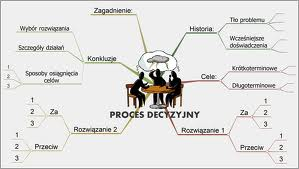 Zagadnienie:
Wybór rozwiązania
Szczegóły działań
1
2
3
Sposoby osiągnięcia
celów
Konkluzje
Historia:
Tło problemu
Wcześniejsze
doświadczenia
Cele:
Krótkoterminowe
Długoterminowe
PROCES DECYZYJNY
1
2
3
Za
1
2
3
Przeciw
Rozwiązanie 2
Rozwiązanie 1
Za
1
2
3
Przeciw
1
2
3